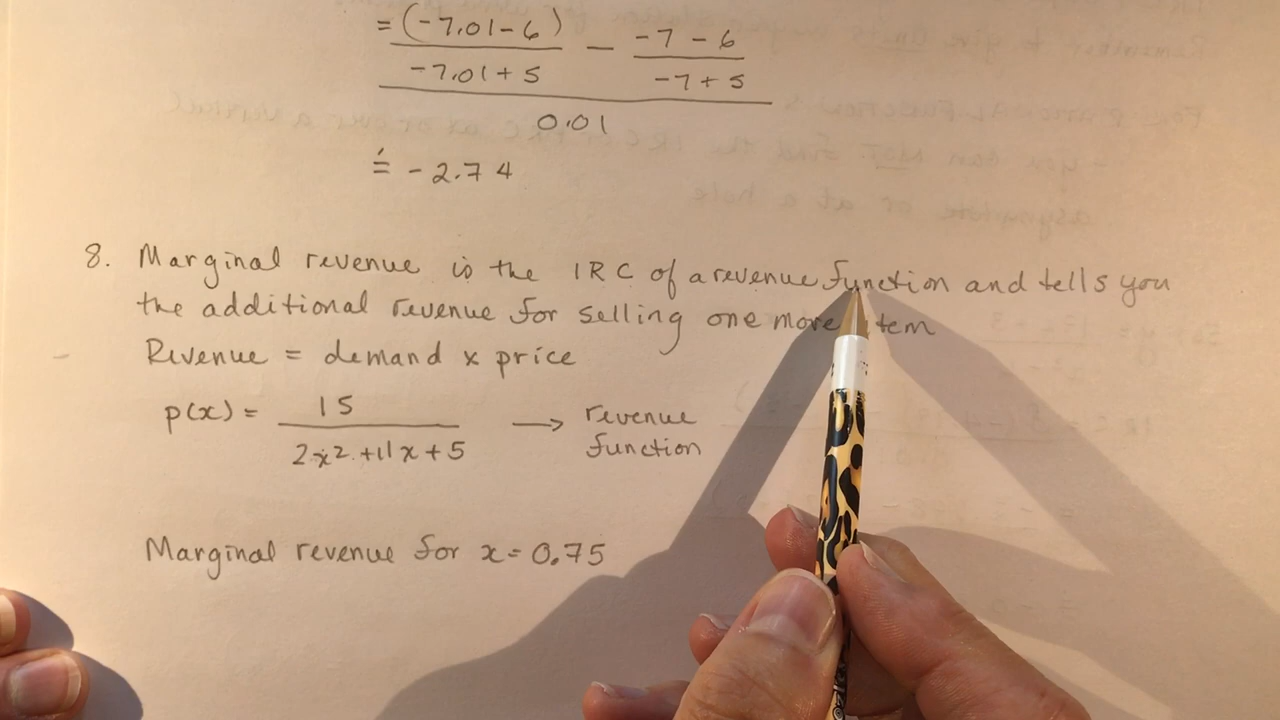 = (-7.01-6)/(-7.01+5) - (-7-6)/(-7+5)
0.01
≐ -2.74
8. Marginal revenue is the IRC of a revenue function and tells you
the additional revenue for selling one more item
Revenue = demand x price
p(x) = 15/(2x²+11x+5) → revenue function
Marginal revenue for x=0.75